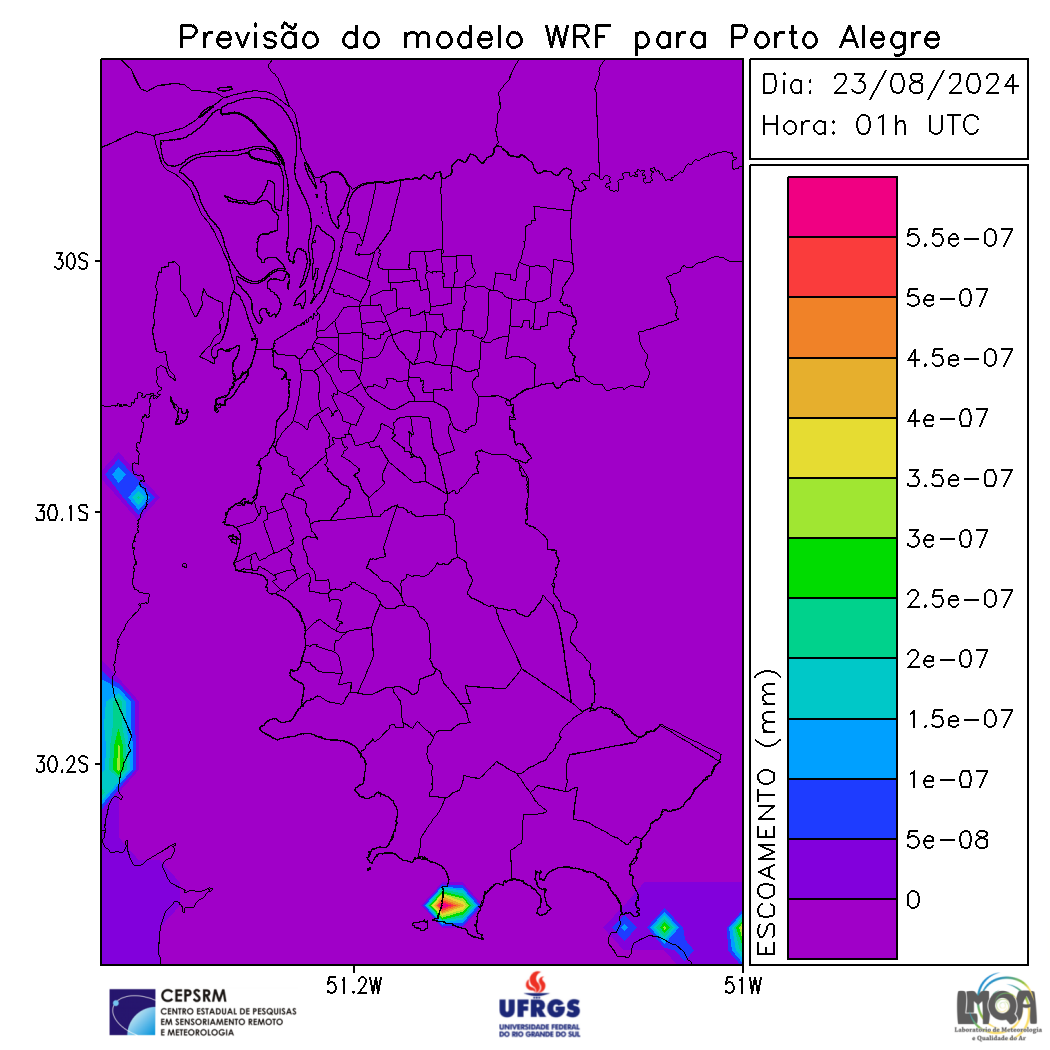 Previsão do modelo WRF para Porto Alegre
Dia: 23/08/2024
Hora: 01h UTC
30S
30.1S
30.2S
51.2W
51W
5.5e-07
5e-07
4.5e-07
4e-07
3.5e-07
3e-07
2.5e-07
2e-07
1.5e-07
1e-07
5e-08
0
ESCOAMENTO (mm)
CEPSRM
CENTRO ESTADUAL DE PESQUISAS
EM SENSORIAMENTO REMOTO
E METEOROLOGIA
UFRGS
UNIVERSIDADE FEDERAL
DO RIO GRANDE DO SUL
LMQA
Laboratório de Meteorologia
e Qualidade do Ar